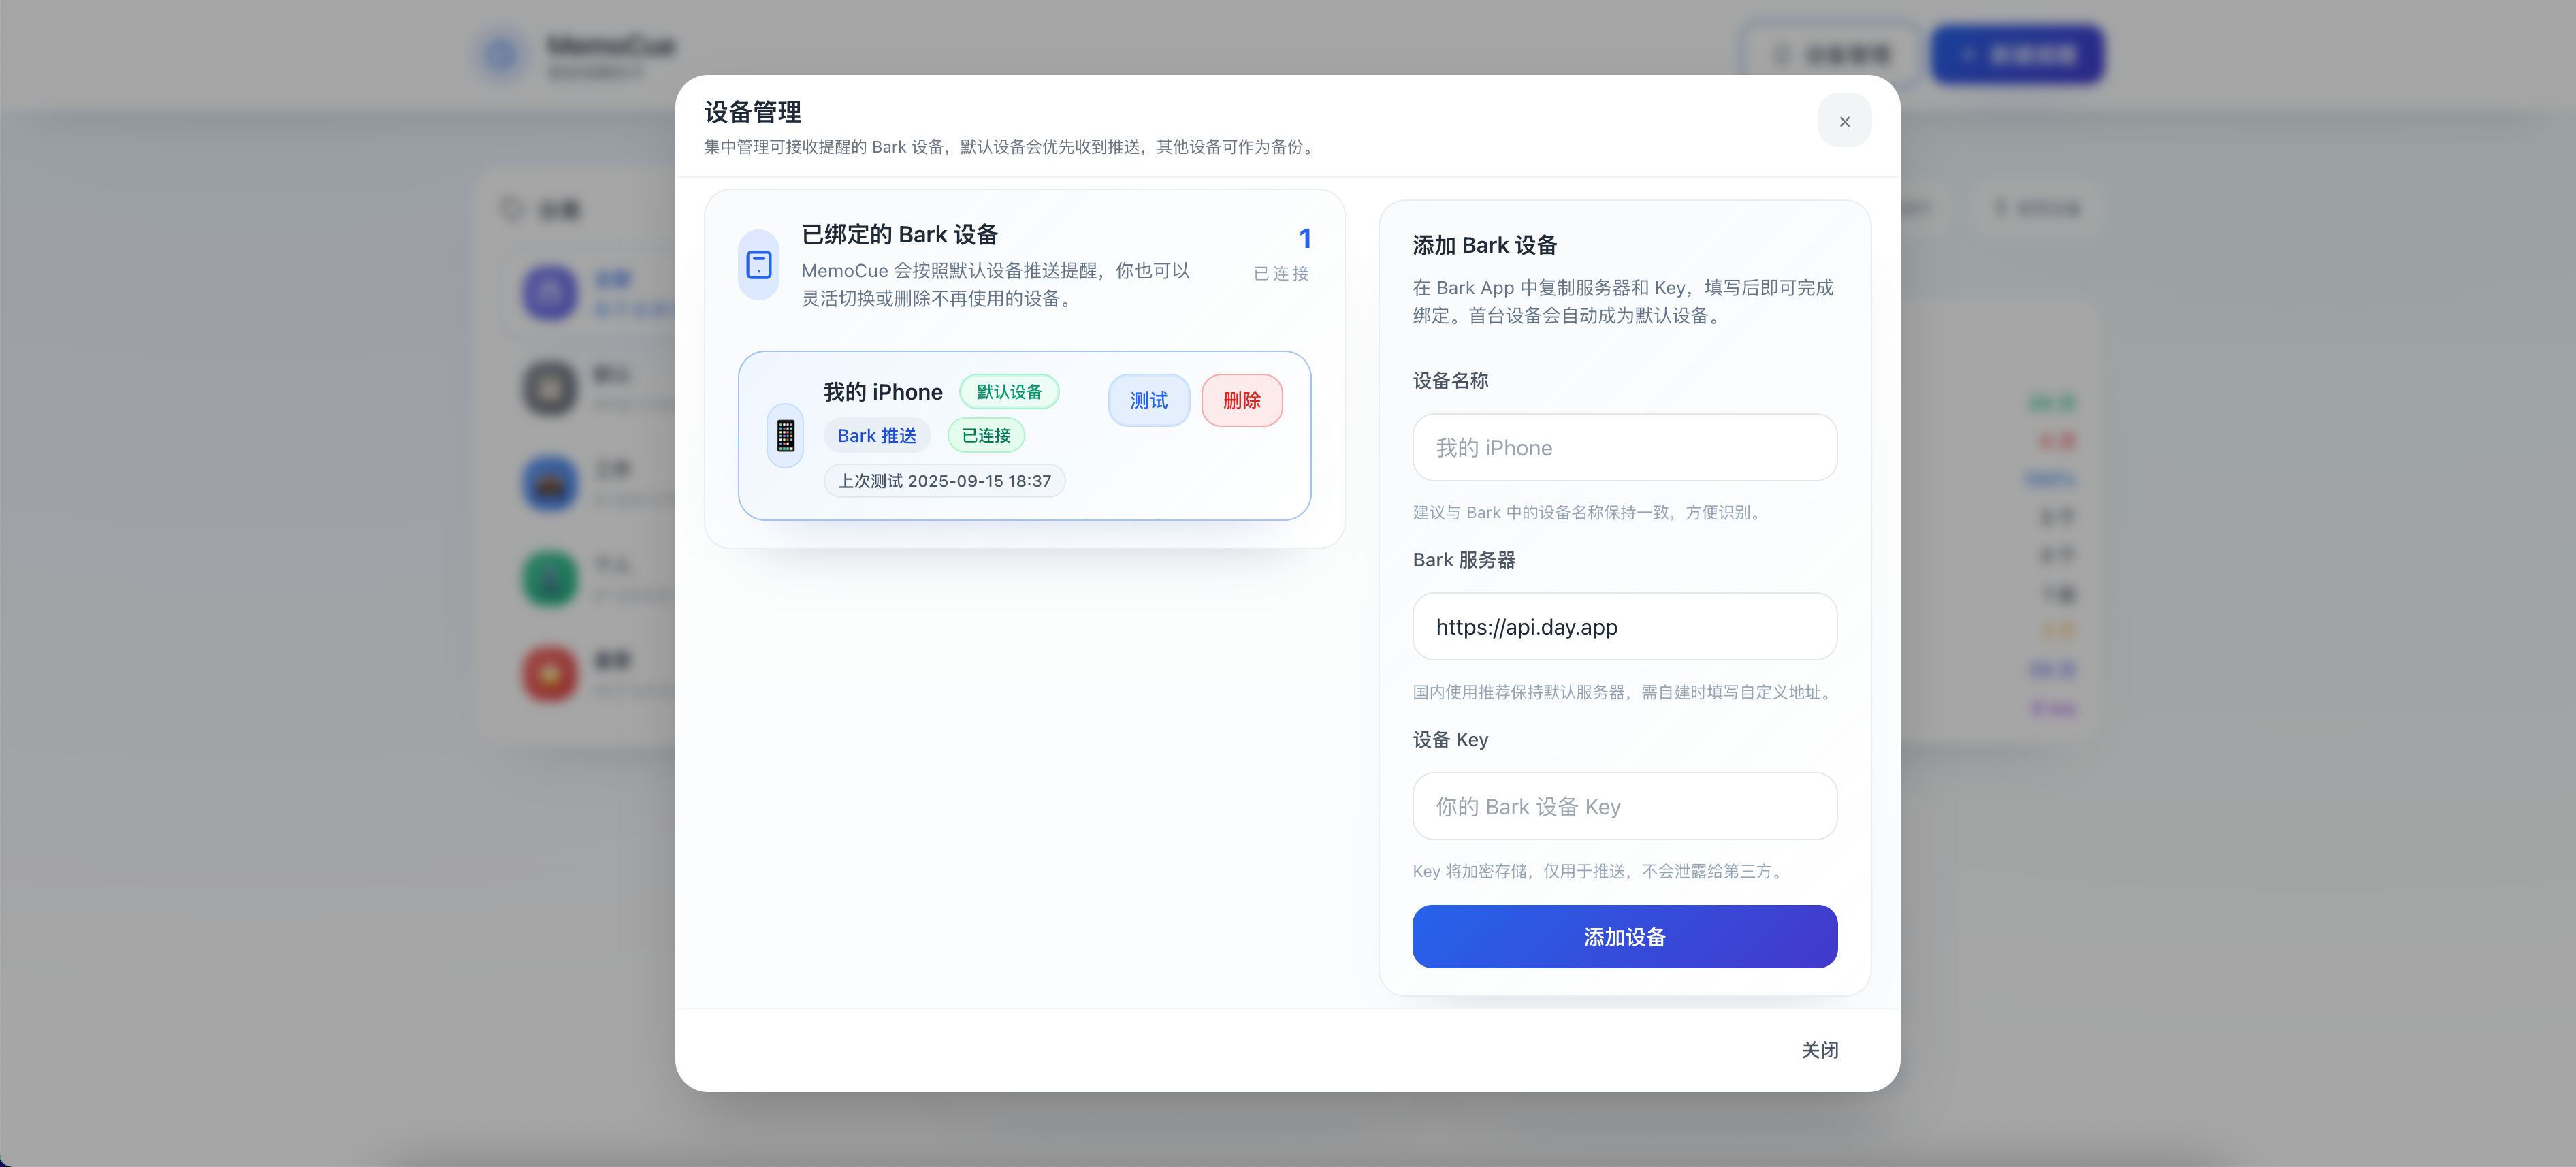 MemoCue
设备管理
设备管理
集中管理可接收提醒的 Bark 设备，默认设备会优先收到推送，其他设备可作为备份。
×
已绑定的 Bark 设备
MemoCue 会按照默认设备推送提醒，你也可以
灵活切换或删除不再使用的设备。
1
已连接
我的 iPhone
默认设备
测试
删除
Bark 推送
已连接
上次测试 2025-09-15 18:37
添加 Bark 设备
在 Bark App 中复制服务器和 Key，填写后即可完成
绑定。首台设备会自动成为默认设备。
设备名称
我的 iPhone
建议与 Bark 中的设备名称保持一致，方便识别。
Bark 服务器
https://api.day.app
国内使用推荐保持默认服务器，需自建时填写自定义地址。
设备 Key
你的 Bark 设备 Key
Key 将加密存储，仅用于推送，不会泄露给第三方。
添加设备
关闭